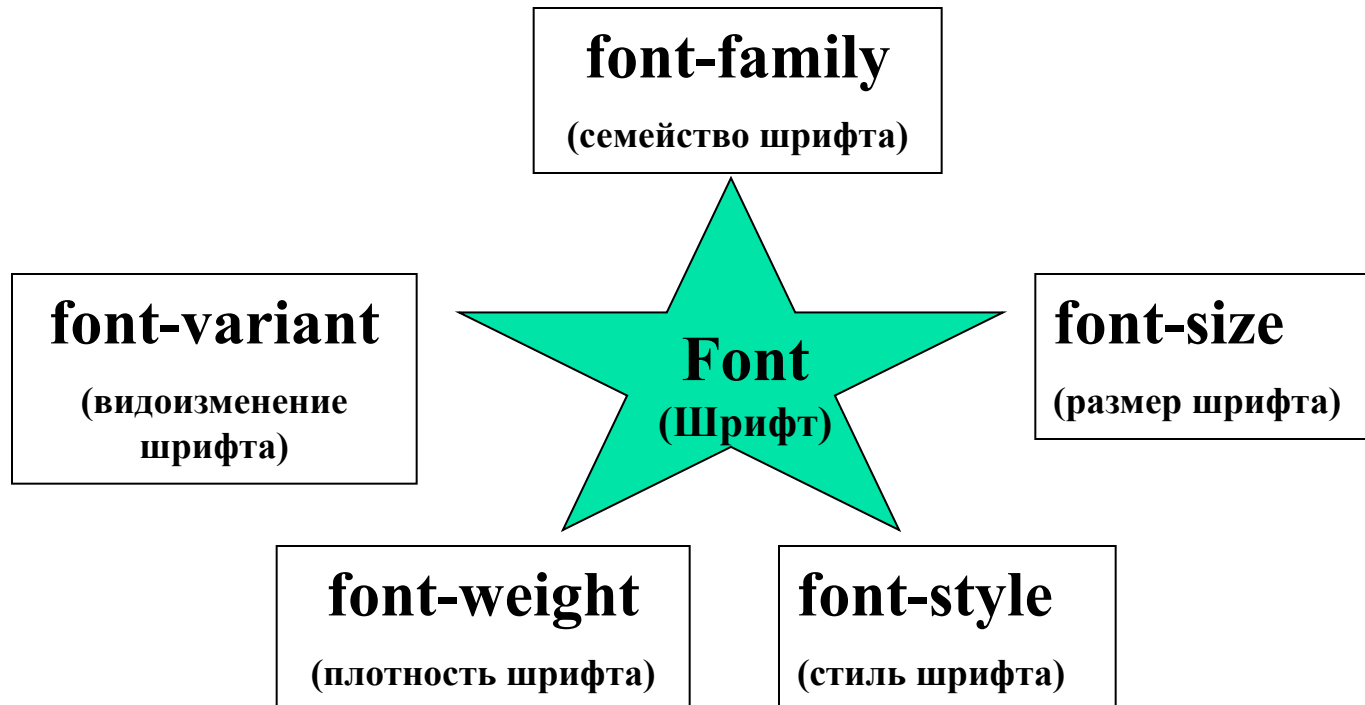 font-family
(семейство шрифта)
font-variant
(видоизменение
шрифта)
Font
(Шрифт)
font-size
(размер шрифта)
font-weight
(плотность шрифта)
font-style
(стиль шрифта)